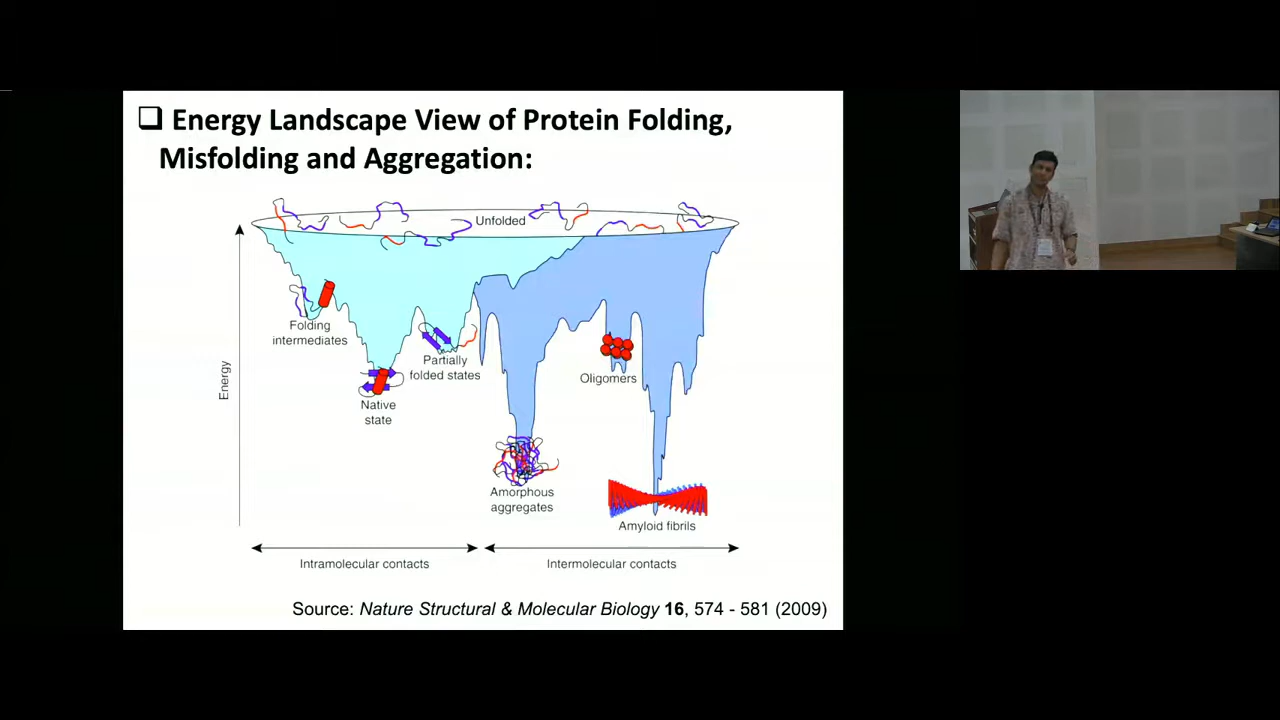 Energy Landscape View of Protein Folding,
Misfolding and Aggregation:
Unfolded
Folding
intermediates
Partially
folded states
Native
state
Oligomers
Energy
Amorphous
aggregates
Amyloid fibrils
Intramolecular contacts
Intermolecular contacts
Source: Nature Structural & Molecular Biology 16, 574 - 581 (2009)